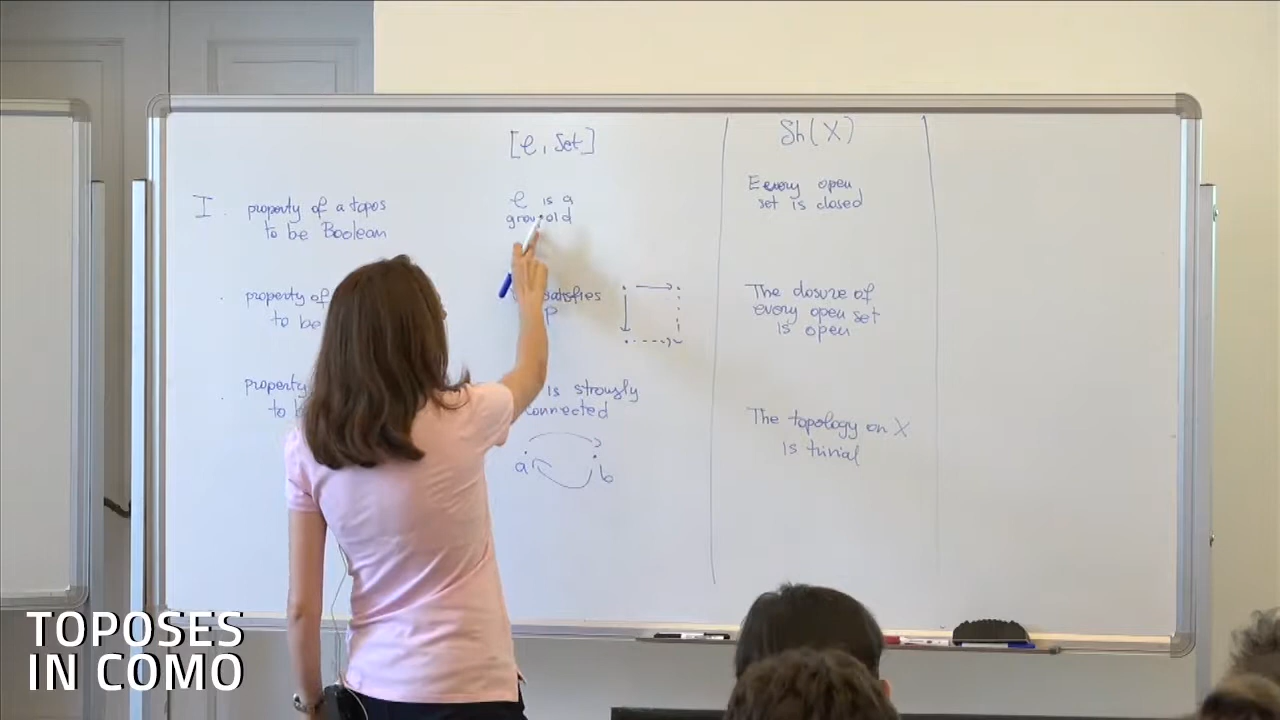 [C, Set]
Sh(X)
I. property of a topos
to be Boolean
C is a
groupoid
Every open
set is closed
property of
to be
satisfies
P
The closure of
every open set
is open
property
to
is strongly
connected
a
b
The topology on X
is trivial
TOPOSES
IN COMO